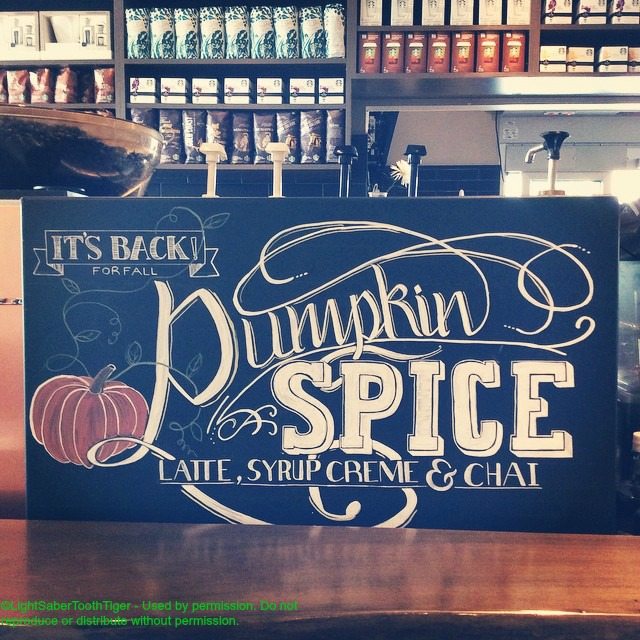 IT'S BACK!
FOR FALL
Pumpkin
SPICE
LATTE, SYRUP CREME & CHAI
©LightSaberToothTiger - Used by permission. Do not
reproduce or distribute without permission.